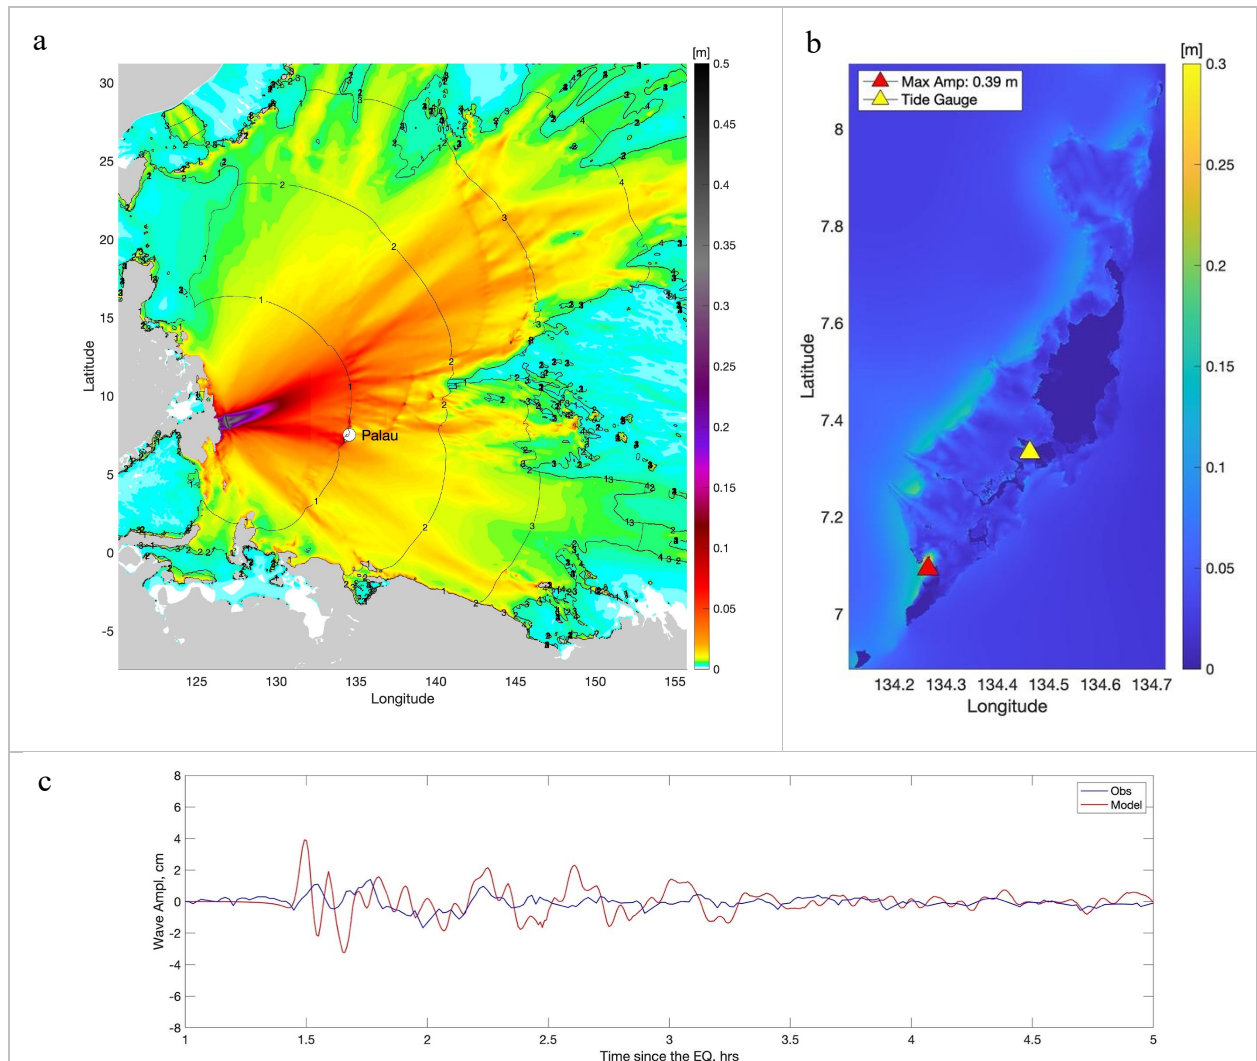 a
[m]
0.5
0.45
0.4
0.35
0.3
0.25
0.2
0.15
0.1
0.05
0
30
25
20
15
10
5
0
-5
Latitude
125 130 135 140 145 150 155
Longitude
Palau
b
[m]
Max Amp: 0.39 m
Tide Gauge
0.3
0.25
0.2
0.15
0.1
0.05
0
8
7.8
7.6
7.4
7.2
7
Latitude
134.2 134.3 134.4 134.5 134.6 134.7
Longitude
c
8
6
4
2
0
-2
-4
-6
-8
Wave Ampl, cm
Obs
Model
1 1.5 2 2.5 3 3.5 4 4.5 5
Time since the EQ, hrs